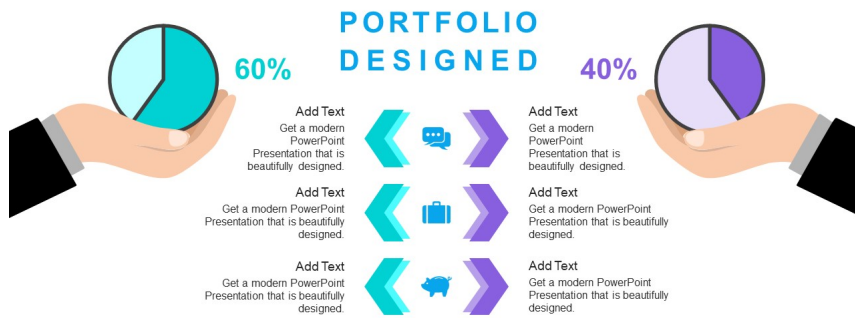 PORTFOLIO
DESIGNED
60%
40%
Add Text
Get a modern
PowerPoint
Presentation that is
beautifully designed.
Add Text
Get a modern
PowerPoint
Presentation that is
beautifully designed.
Add Text
Get a modern PowerPoint
Presentation that is beautifully
designed.
Add Text
Get a modern PowerPoint
Presentation that is beautifully
designed.
Add Text
Get a modern PowerPoint
Presentation that is beautifully
designed.
Add Text
Get a modern PowerPoint
Presentation that is beautifully
designed.